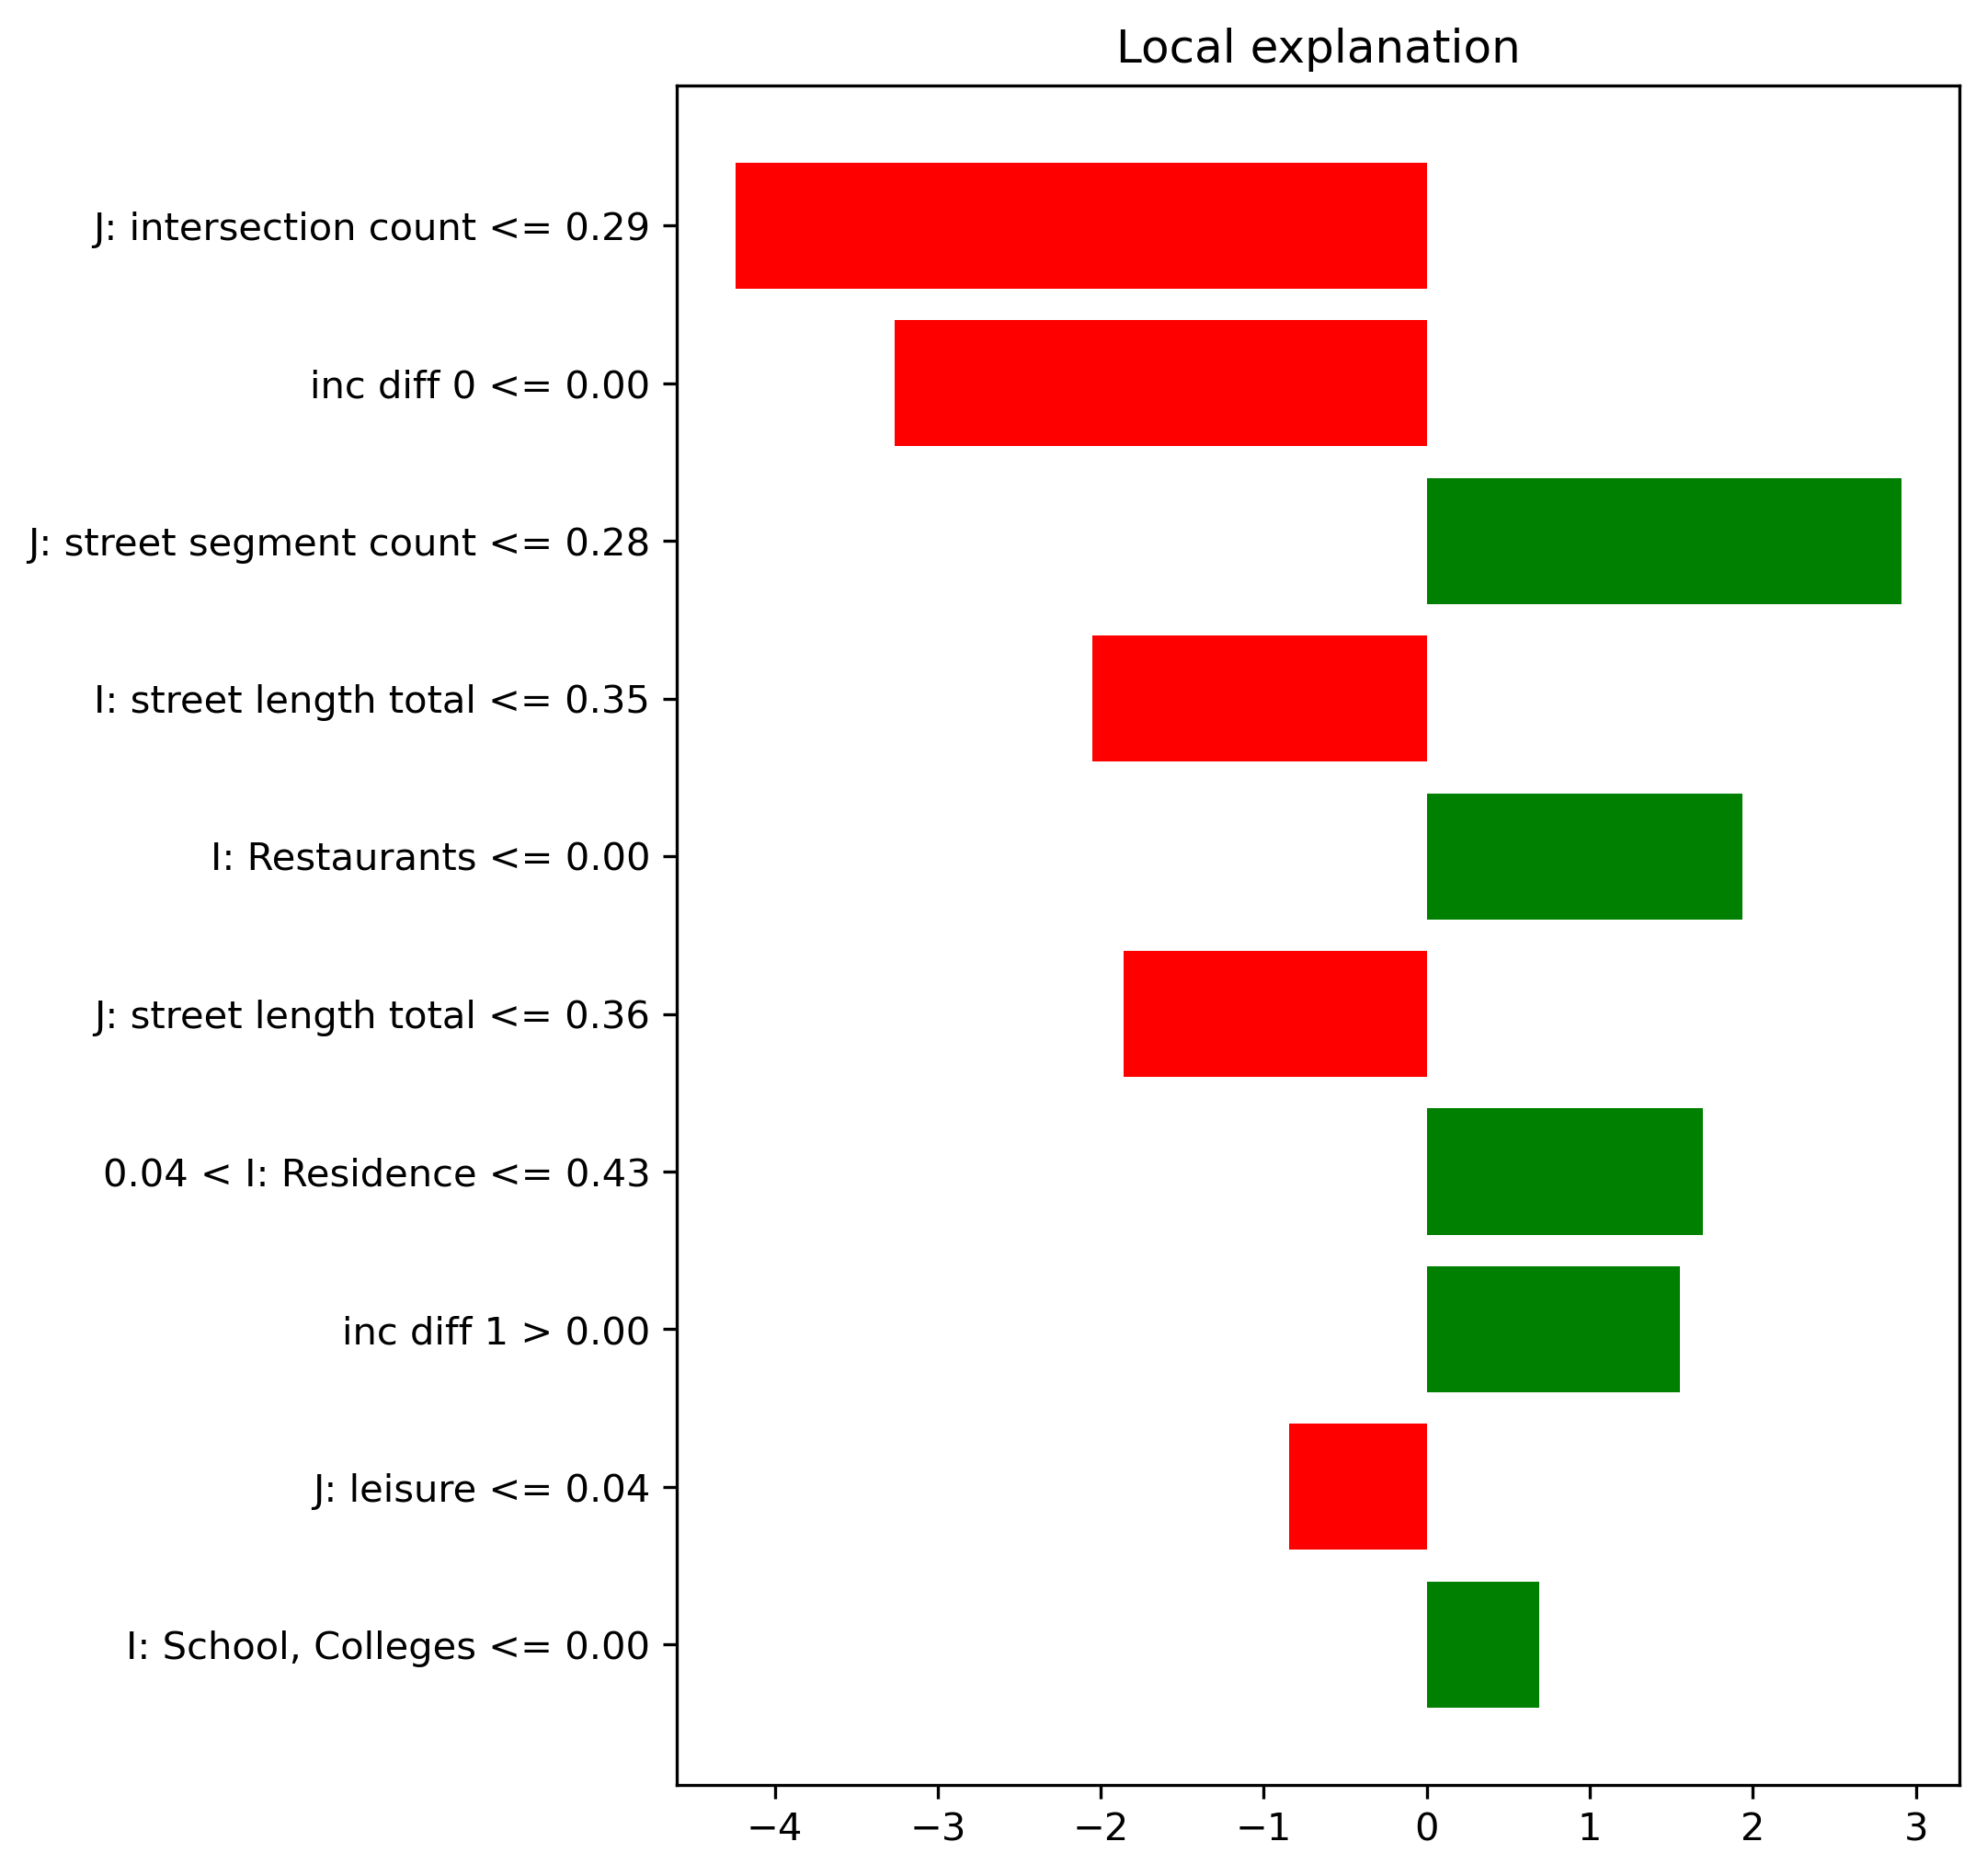 Local explanation
J: intersection count <= 0.29
inc diff 0 <= 0.00
J: street segment count <= 0.28
I: street length total <= 0.35
I: Restaurants <= 0.00
J: street length total <= 0.36
0.04 < I: Residence <= 0.43
inc diff 1 > 0.00
J: leisure <= 0.04
I: School, Colleges <= 0.00
−4 −3 −2 −1 0 1 2 3